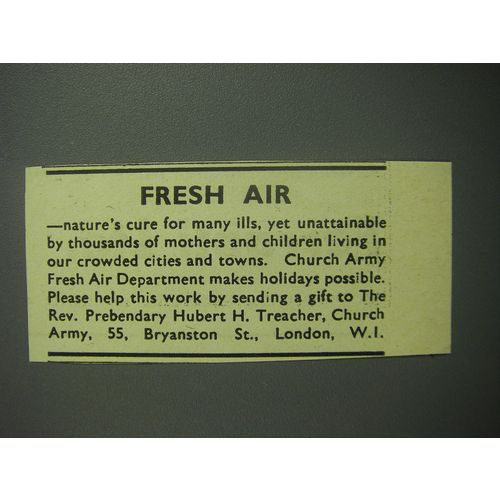 FRESH AIR
—nature's cure for many ills, yet unattainable
by thousands of mothers and children living in
our crowded cities and towns. Church Army
Fresh Air Department makes holidays possible.
Please help this work by sending a gift to The
Rev. Prebendary Hubert H. Treacher, Church
Army, 55, Bryanston St., London, W.I.